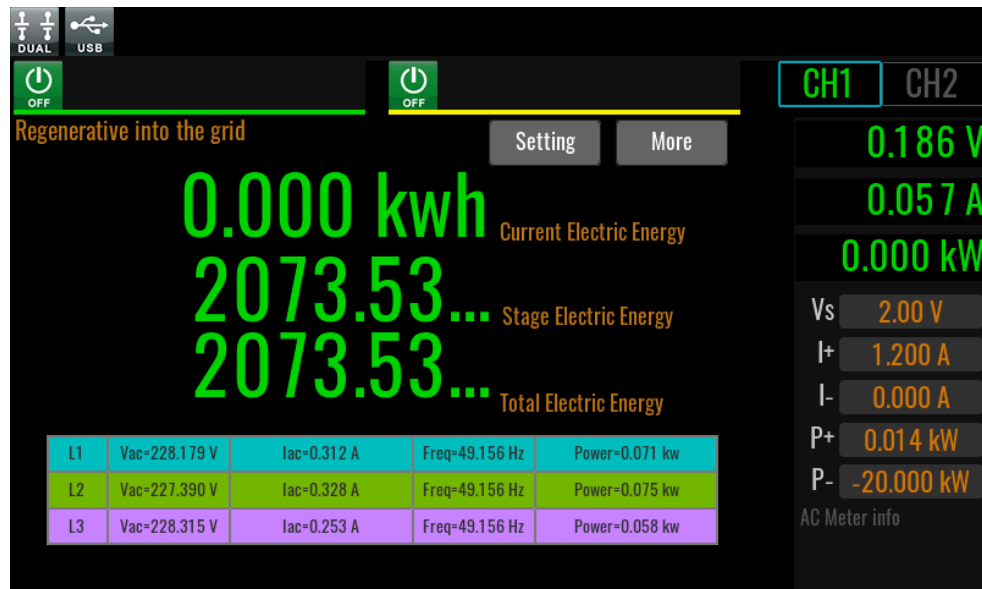 DUAL USB
OFF OFF CH1 CH2
Regenerative into the grid Setting More
0.186 V
0.000 kwh Current Electric Energy
0.057 A
2073.53... Stage Electric Energy
0.000 kW
2073.53... Total Electric Energy
Vs 2.00 V
I+ 1.200 A
I- 0.000 A
P+ 0.014 kW
P- -20.000 kW
AC Meter info
L1 Vac=228.179 V Iac=0.312 A Freq=49.156 Hz Power=0.071 kw
L2 Vac=227.390 V Iac=0.328 A Freq=49.156 Hz Power=0.075 kw
L3 Vac=228.315 V Iac=0.253 A Freq=49.156 Hz Power=0.058 kw